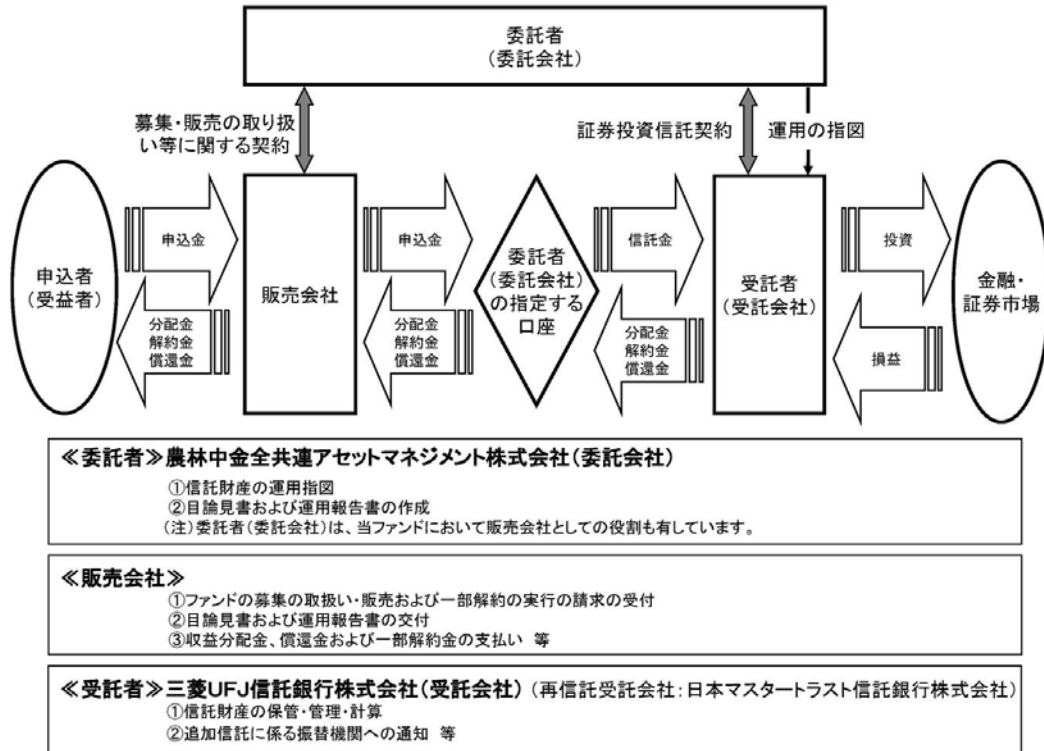 委託者
(委託会社)
募集・販売の取り扱
い等に関する契約
証券投資信託契約
運用の指図
申込者
(受益者)
申込金
分配金
解約金
償還金
販売会社
申込金
分配金
解約金
償還金
委託者
(委託会社)
の指定する
口座
信託金
分配金
解約金
償還金
受託者
(受託会社)
投資
損益
金融・
証券市場
≪委託者≫農林中金全共連アセットマネジメント株式会社(委託会社)
①信託財産の運用指図
②目論見書および運用報告書の作成
(注)委託者(委託会社)は、当ファンドにおいて販売会社としての役割も有しています。
≪販売会社≫
①ファンドの募集の取扱い・販売および一部解約の実行の請求の受付
②目論見書および運用報告書の交付
③収益分配金、償還金および一部解約金の支払い 等
≪受託者≫三菱UFJ信託銀行株式会社(受託会社) (再信託受託会社:日本マスタートラスト信託銀行株式会社)
①信託財産の保管・管理・計算
②追加信託に係る振替機関への通知 等